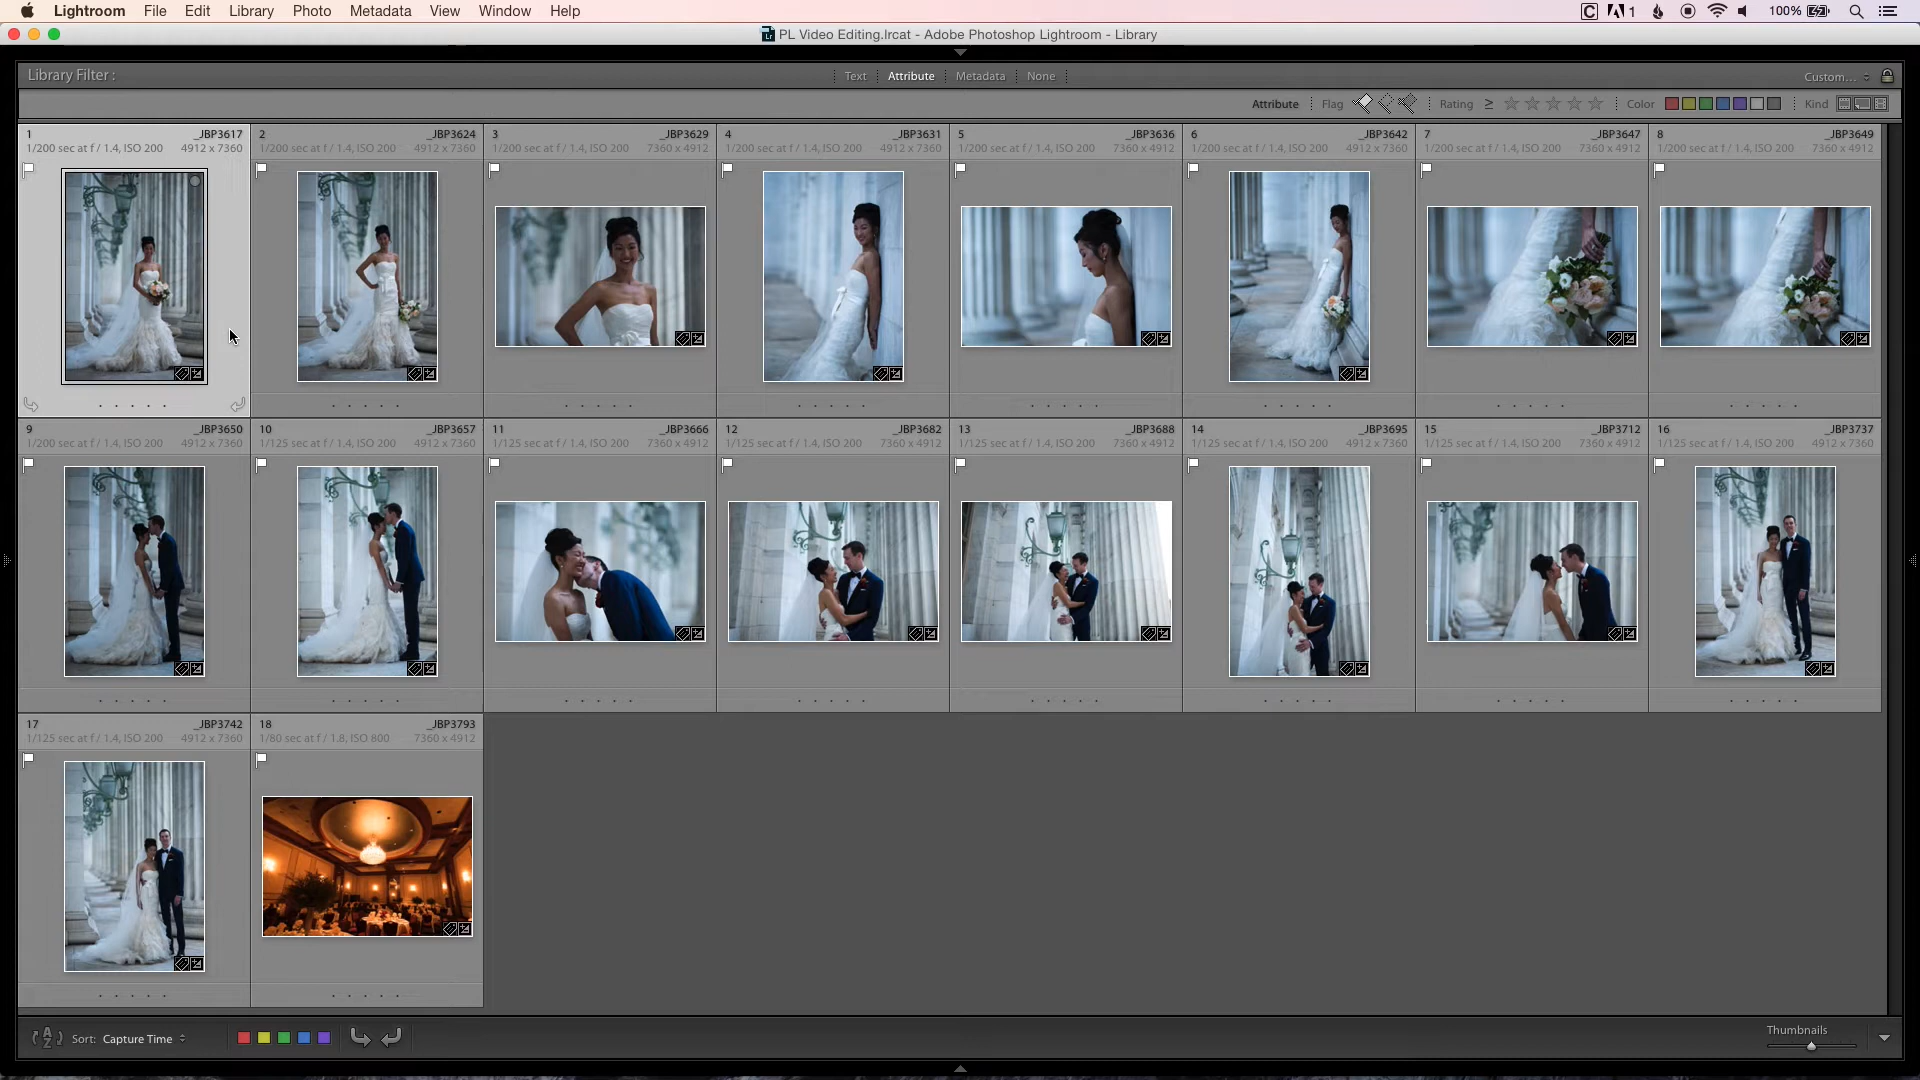 Lightroom File Edit Library Photo Metadata View Window Help 1 100%
PL Video Editing.lrcat - Adobe Photoshop Lightroom - Library
Library Filter : Text Attribute Metadata None Custom...
Attribute Flag Rating ≥ Color Kind
1 _JBP3617 2 _JBP3624 3 _JBP3629 4 _JBP3631 5 _JBP3636 6 _JBP3642 7 _JBP3647 8 _JBP3649
1/200 sec at f / 1.4, ISO 200 4912 x 7360 1/200 sec at f / 1.4, ISO 200 4912 x 7360 1/200 sec at f / 1.4, ISO 200 7360 x 4912 1/200 sec at f / 1.4, ISO 200 4912 x 7360 1/200 sec at f / 1.4, ISO 200 7360 x 4912 1/200 sec at f / 1.4, ISO 200 4912 x 7360 1/200 sec at f / 1.4, ISO 200 7360 x 4912 1/200 sec at f / 1.4, ISO 200 7360 x 4912
9 _JBP3650 10 _JBP3657 11 _JBP3666 12 _JBP3682 13 _JBP3688 14 _JBP3695 15 _JBP3712 16 _JBP3737
1/200 sec at f / 1.4, ISO 200 4912 x 7360 1/125 sec at f / 1.4, ISO 200 4912 x 7360 1/125 sec at f / 1.4, ISO 200 7360 x 4912 1/125 sec at f / 1.4, ISO 200 7360 x 4912 1/125 sec at f / 1.4, ISO 200 7360 x 4912 1/125 sec at f / 1.4, ISO 200 4912 x 7360 1/125 sec at f / 1.4, ISO 200 7360 x 4912 1/125 sec at f / 1.4, ISO 200 4912 x 7360
17 _JBP3742 18 _JBP3793
1/125 sec at f / 1.4, ISO 200 4912 x 7360 1/80 sec at f / 1.8, ISO 800 7360 x 4912
Sort: Capture Time Thumbnails